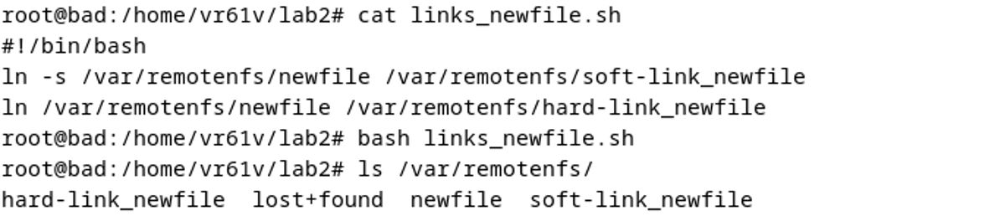 root@bad:/home/vr61v/lab2# cat links_newfile.sh
#!/bin/bash
ln -s /var/remotenfs/newfile /var/remotenfs/soft-link_newfile
ln /var/remotenfs/newfile /var/remotenfs/hard-link_newfile
root@bad:/home/vr61v/lab2# bash links_newfile.sh
root@bad:/home/vr61v/lab2# ls /var/remotenfs/
hard-link_newfile  lost+found  newfile  soft-link_newfile